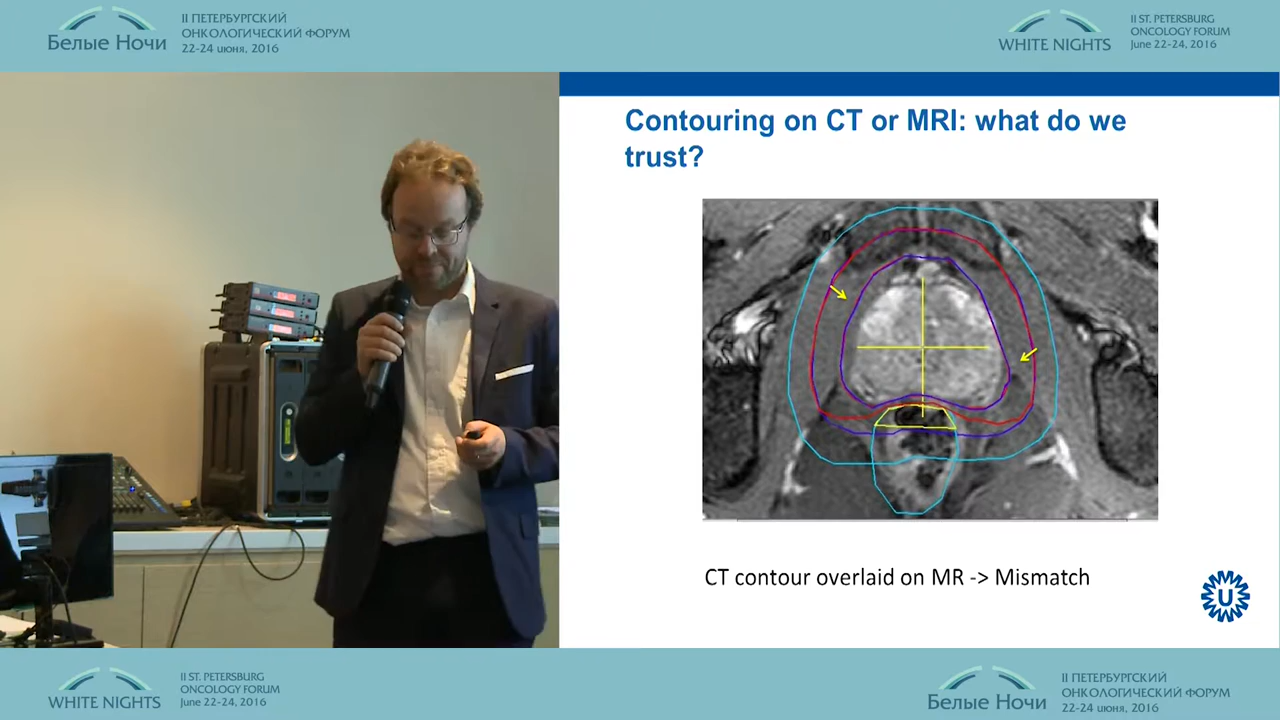 Белые Ночи
II ПЕТЕРБУРГСКИЙ
ОНКОЛОГИЧЕСКИЙ ФОРУМ
22-24 июня, 2016
WHITE NIGHTS
II ST. PETERSBURG
ONCOLOGY FORUM
June 22-24, 2016
Contouring on CT or MRI: what do we
trust?
CT contour overlaid on MR -> Mismatch
U
WHITE NIGHTS
II ST. PETERSBURG
ONCOLOGY FORUM
June 22-24, 2016
Белые Ночи
II ПЕТЕРБУРГСКИЙ
ОНКОЛОГИЧЕСКИЙ ФОРУМ
22-24 июня, 2016